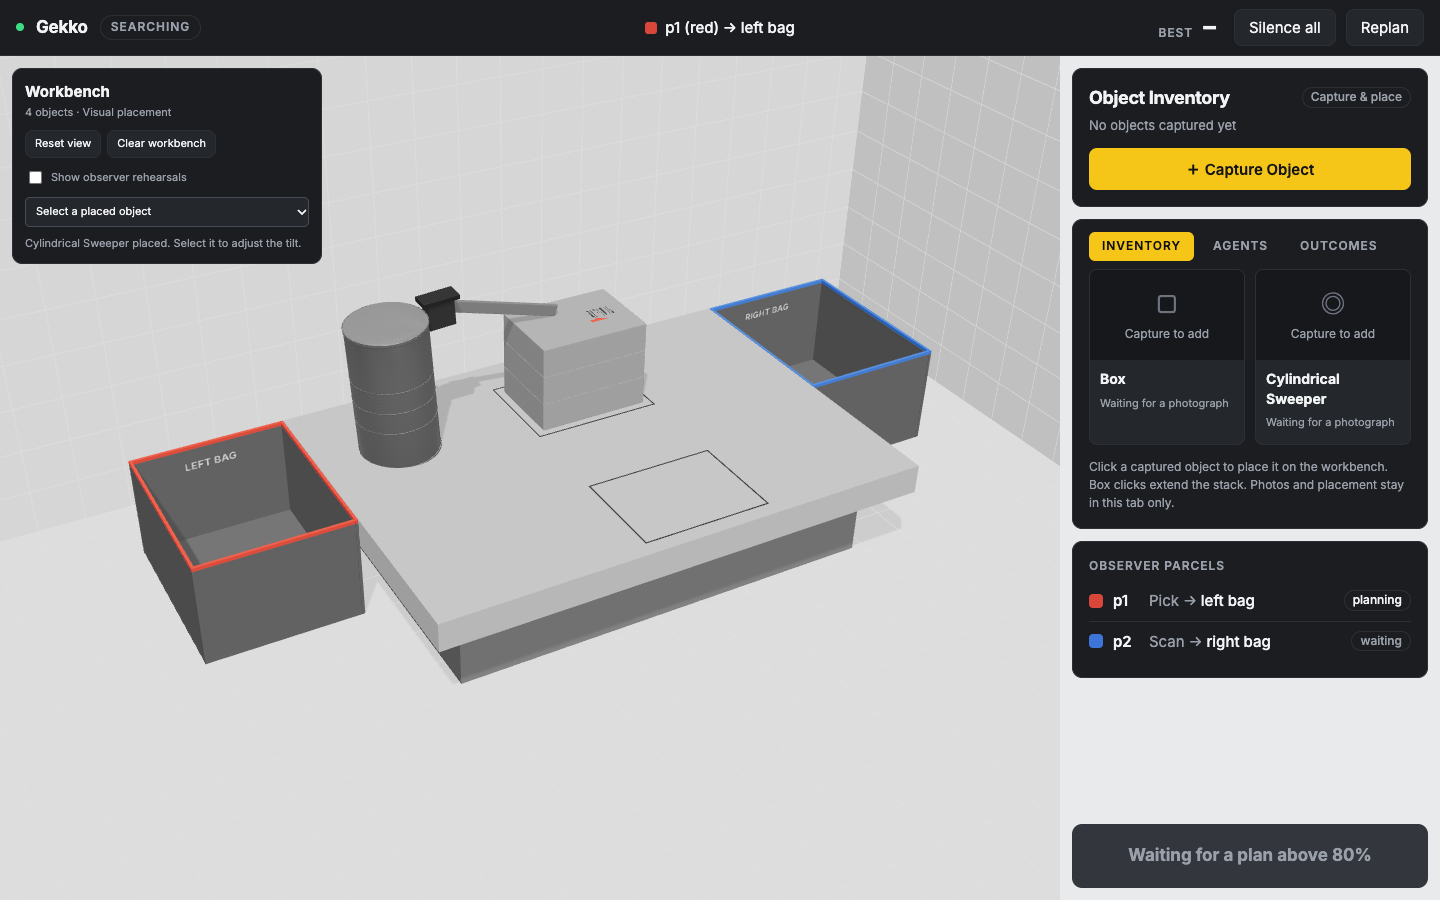 Gekko
SEARCHING
p1 (red) → left bag
BEST –
Silence all
Replan
Workbench
4 objects · Visual placement
Reset view
Clear workbench
Show observer rehearsals
Select a placed object
Cylindrical Sweeper placed. Select it to adjust the tilt.
LEFT BAG
RIGHT BAG
Object Inventory
Capture & place
No objects captured yet
+ Capture Object
INVENTORY
AGENTS
OUTCOMES
Capture to add
Box
Waiting for a photograph
Capture to add
Cylindrical
Sweeper
Waiting for a photograph
Click a captured object to place it on the workbench.
Box clicks extend the stack. Photos and placement stay
in this tab only.
OBSERVER PARCELS
p1 Pick → left bag planning
p2 Scan → right bag waiting
Waiting for a plan above 80%